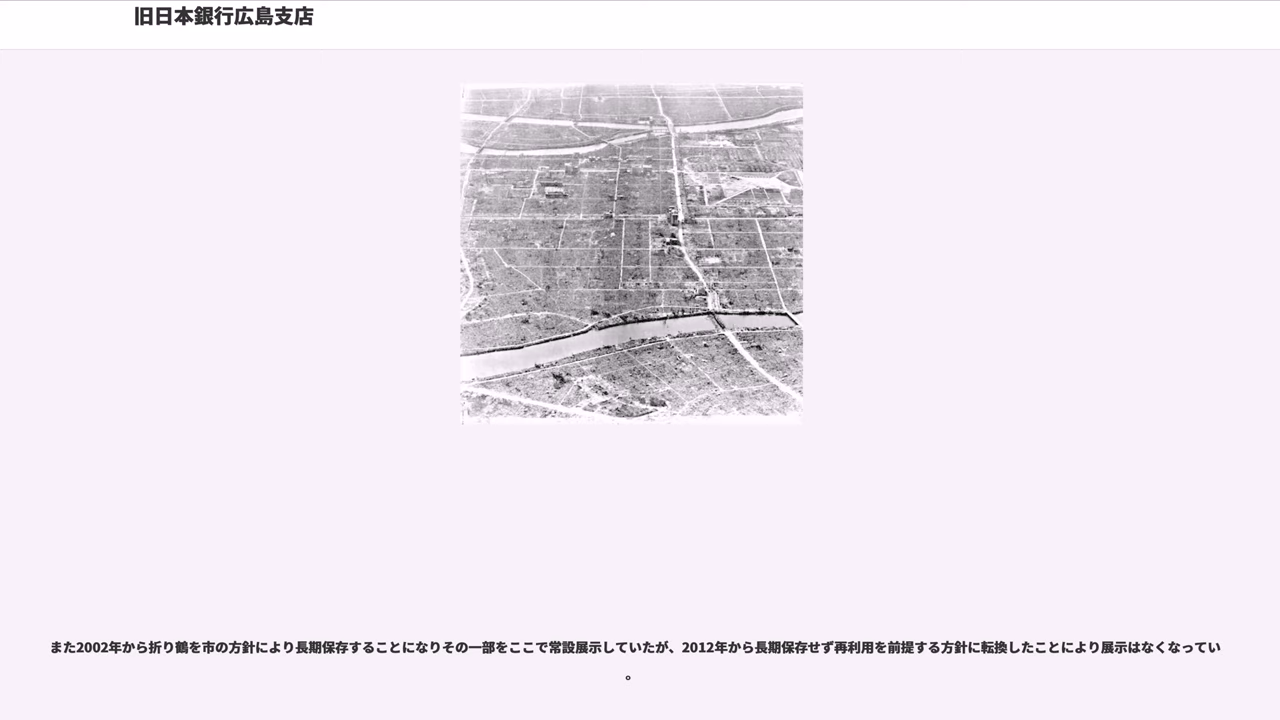 旧日本銀行広島支店
また2002年から折り鶴を市の方針により長期保存することになりその一部をここで常設展示していたが、2012年から長期保存せず再利用を前提する方針に転換したことにより展示はなくなってい
。